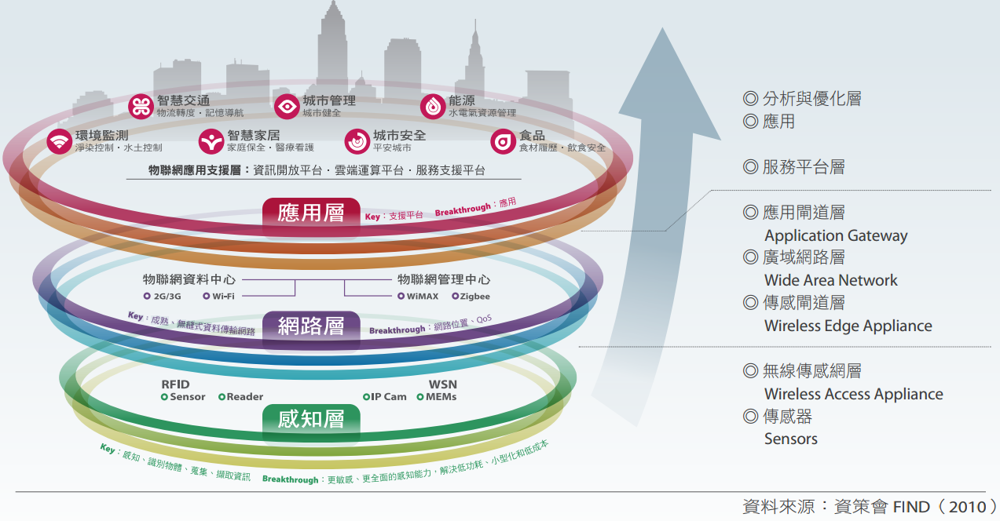 智慧交通
物流轉度・記憶導航
城市管理
城市健全
能源
水電氣資源管理
環境監測
淨染控制・水土控制
智慧家居
家庭保全・醫療看護
城市安全
平安城市
食品
食材履歷・飲食安全
物聯網應用支援層：資訊開放平台・雲端運算平台・服務支援平台
應用層
Key：支援平台
Breakthrough：應用
物聯網資料中心
物聯網管理中心
2G/3G
Wi-Fi
WiMAX
Zigbee
Key：成熟、無縫式資料傳輸網路
網路層
Breakthrough：網路位置、QoS
RFID
Sensor
Reader
WSN
IP Cam
MEMs
感知層
Key：感知、識別物體、蒐集、擷取資訊
Breakthrough：更敏感、更全面的感知能力，解決低功耗、小型化和低成本
◎ 分析與優化層
◎ 應用
◎ 服務平台層
◎ 應用閘道層
Application Gateway
◎ 廣域網路層
Wide Area Network
◎ 傳感閘道層
Wireless Edge Appliance
◎ 無線傳感網層
Wireless Access Appliance
◎ 傳感器
Sensors
資料來源：資策會 FIND（2010）